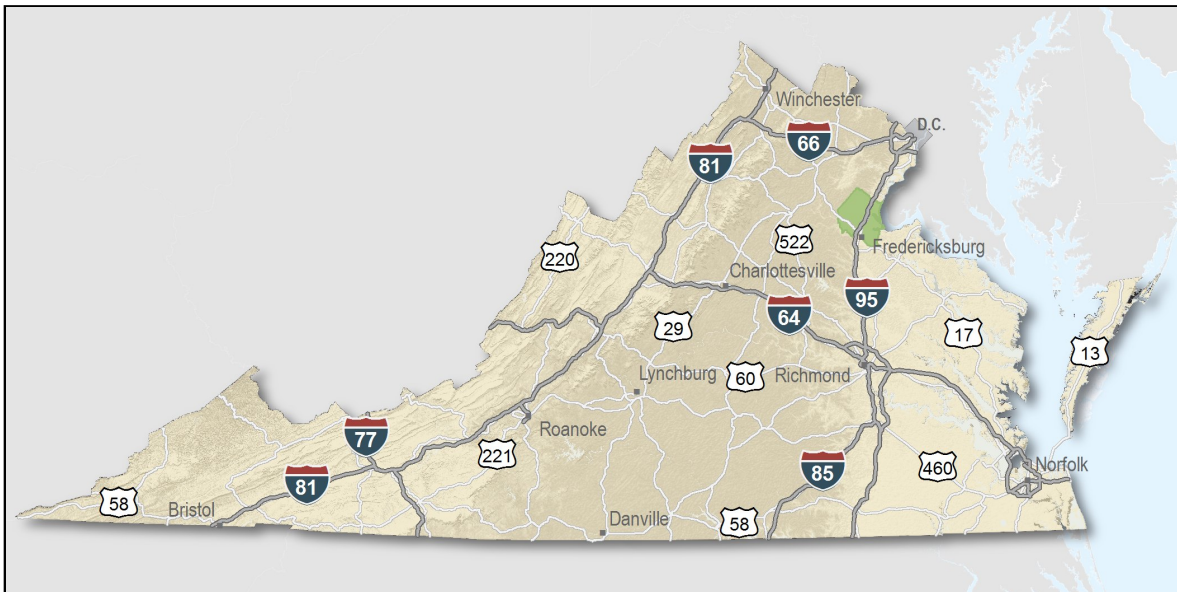 Winchester
D.C.
66
81
522
Fredericksburg
220
Charlottesville
95
64
29
17
13
Lynchburg
60
Richmond
77
Roanoke
221
81
85
460
Norfolk
58
Bristol
Danville
58